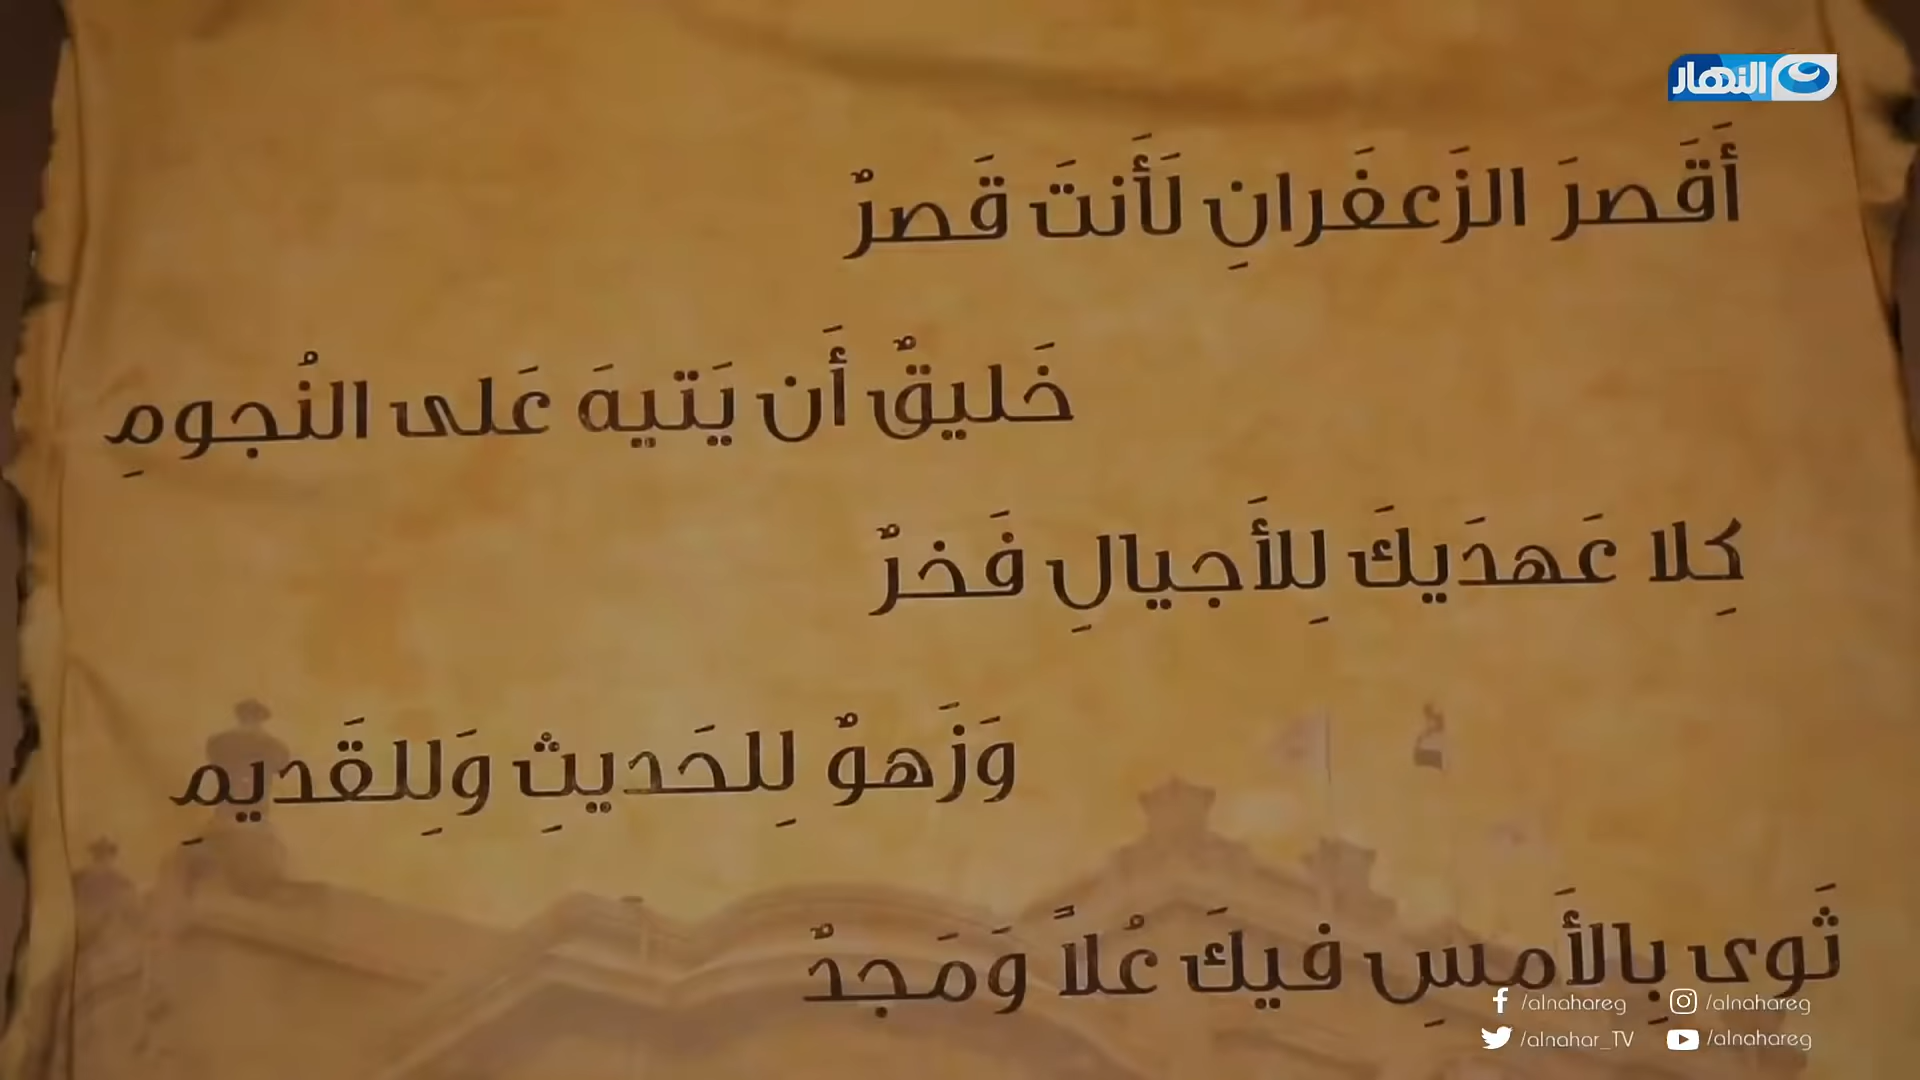 النهار
أَقَصرَ الزَعفَرانِ لَأَنتَ قَصرٌ
خَليقٌ أَن يَتيهَ عَلى النُجومِ
كِلا عَهدَيكَ لِلأَجيالِ فَخرٌ
وَزَهوٌ لِلحَديثِ وَلِلقَديمِ
ثَوى بِالأَمسِ فيكَ عُلاً وَمَجدٌ
/alnahareg /alnahareg
/alnahar_TV /alnahareg